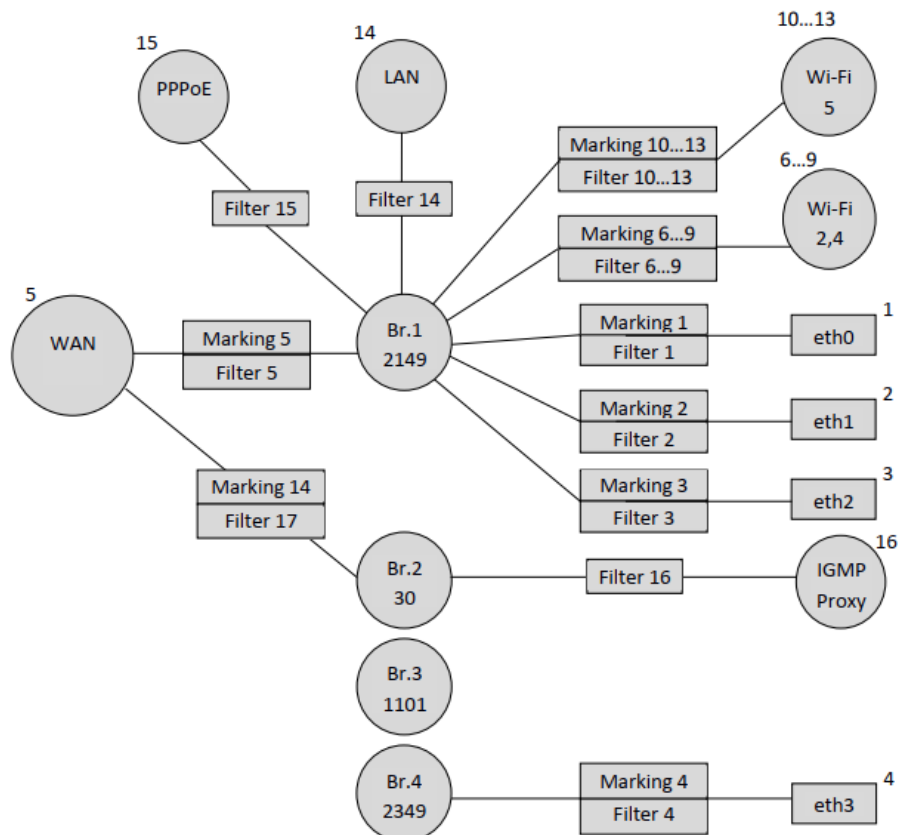 10...13
15
14
PPPoE
LAN
Wi-Fi
5
Marking 10...13
Filter 10...13
6...9
Filter 15
Filter 14
Wi-Fi
2,4
Marking 6...9
Filter 6...9
5
WAN
Marking 5
Filter 5
Br.1
2149
Marking 1
Filter 1
1
eth0
Marking 2
Filter 2
2
eth1
Marking 3
Filter 3
3
eth2
Marking 14
Filter 17
Br.2
30
Filter 16
16
IGMP
Proxy
Br.3
1101
Br.4
2349
Marking 4
Filter 4
4
eth3